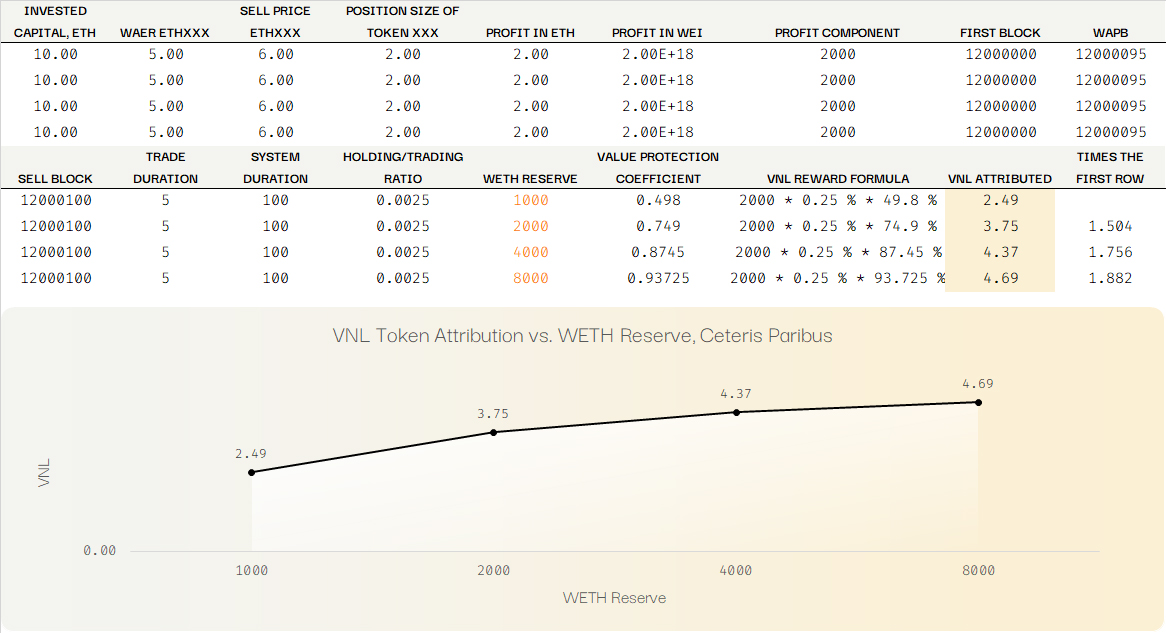 INVESTED SELL PRICE POSITION SIZE OF
CAPITAL, ETH WAER ETHXXX ETHXXX TOKEN XXX PROFIT IN ETH PROFIT IN WEI PROFIT COMPONENT FIRST BLOCK WAPB
10.00 5.00 6.00 2.00 2.00 2.00E+18 2000 12000000 12000095
10.00 5.00 6.00 2.00 2.00 2.00E+18 2000 12000000 12000095
10.00 5.00 6.00 2.00 2.00 2.00E+18 2000 12000000 12000095
10.00 5.00 6.00 2.00 2.00 2.00E+18 2000 12000000 12000095
TRADE SYSTEM HOLDING/TRADING VALUE PROTECTION TIMES THE
SELL BLOCK DURATION DURATION RATIO WETH RESERVE COEFFICIENT VNL REWARD FORMULA VNL ATTRIBUTED FIRST ROW
12000100 5 100 0.0025 1000 0.498 2000 * 0.25 % * 49.8 % 2.49
12000100 5 100 0.0025 2000 0.749 2000 * 0.25 % * 74.9 % 3.75 1.504
12000100 5 100 0.0025 4000 0.8745 2000 * 0.25 % * 87.45 % 4.37 1.756
12000100 5 100 0.0025 8000 0.93725 2000 * 0.25 % * 93.725 % 4.69 1.882
VNL Token Attribution vs. WETH Reserve, Ceteris Paribus
4.69
4.37
3.75
2.49
VNL
0.00
1000 2000 4000 8000
WETH Reserve